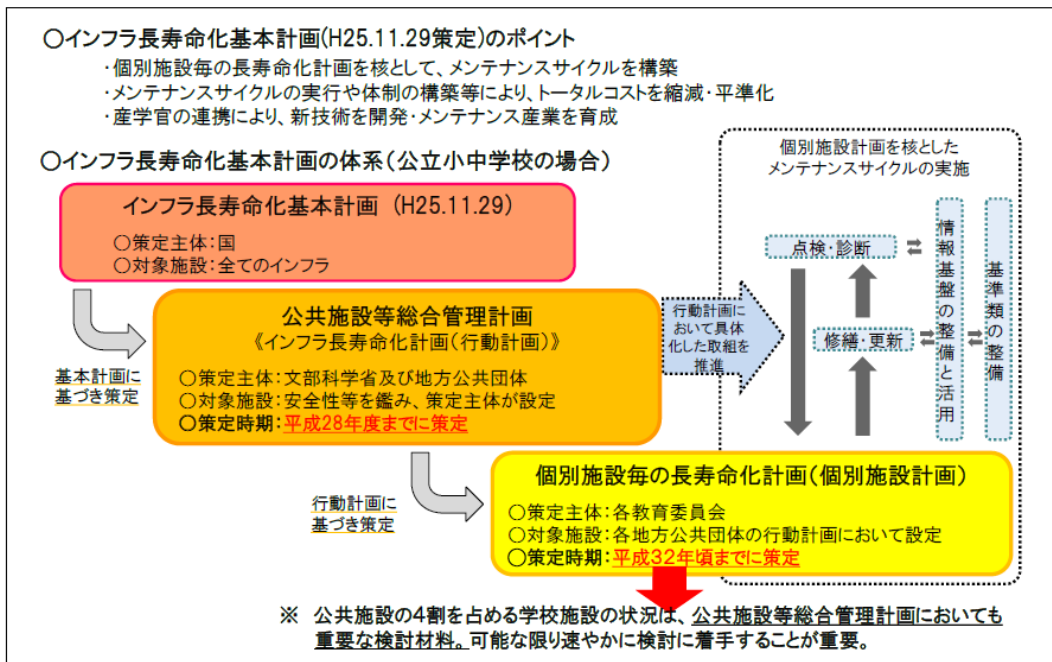 ○インフラ長寿命化基本計画(H25.11.29策定)のポイント
・個別施設毎の長寿命化計画を核として、メンテナンスサイクルを構築
・メンテナンスサイクルの実行や体制の構築等により、トータルコストを縮減・平準化
・産学官の連携により、新技術を開発・メンテナンス産業を育成
○インフラ長寿命化基本計画の体系(公立小中学校の場合)
インフラ長寿命化基本計画 (H25.11.29)
○策定主体:国
○対象施設:全てのインフラ
基本計画に
基づき策定
公共施設等総合管理計画
《インフラ長寿命化計画(行動計画)》
○策定主体:文部科学省及び地方公共団体
○対象施設:安全性等を鑑み、策定主体が設定
○策定時期:平成28年度までに策定
行動計画に
おいて具体
化した取組を
推進
個別施設計画を核とした
メンテナンスサイクルの実施
点検・診断
修繕・更新
情報基盤の整備と活用
基準類の整備
行動計画に
基づき策定
個別施設毎の長寿命化計画(個別施設計画)
○策定主体:各教育委員会
○対象施設:各地方公共団体の行動計画において設定
○策定時期:平成32年頃までに策定
※ 公共施設の4割を占める学校施設の状況は、公共施設等総合管理計画においても
重要な検討材料。可能な限り速やかに検討に着手することが重要。